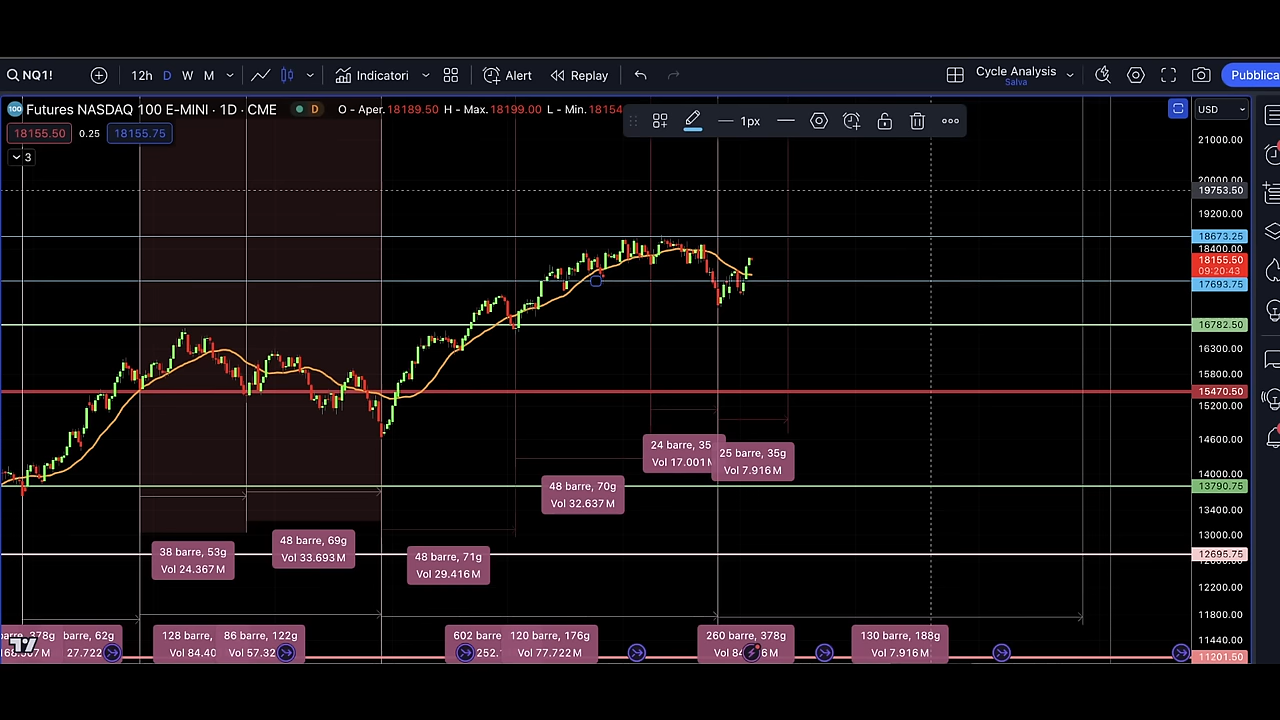 NQ1!
12h D W M
Indicatori
Alert
Replay
Cycle Analysis
Salva
Pubblica
100 Futures NASDAQ 100 E-MINI · 1D · CME
D O - Aper. 18189.50 H - Max. 18199.00 L - Min. 18154
1px
USD
18155.50 0.25 18155.75
3
21000.00
20000.00
19753.50
19200.00
18673.25
18400.00
18155.50
09:20:43
17693.75
16782.50
16300.00
15800.00
15470.50
15200.00
14600.00
14000.00
13790.75
13400.00
13000.00
12695.75
12200.00
11800.00
11440.00
11201.50
24 barre, 35
Vol 17.001
25 barre, 35g
Vol 7.916 M
48 barre, 70g
Vol 32.637 M
48 barre, 69g
Vol 33.693 M
38 barre, 53g
Vol 24.367 M
48 barre, 71g
Vol 29.416 M
barre, 62g
27.722
128 barre,
Vol 84.40
86 barre, 122g
Vol 57.32
602 barre
252.
120 barre, 176g
Vol 77.722 M
260 barre, 378g
130 barre, 188g
Vol 7.916 M